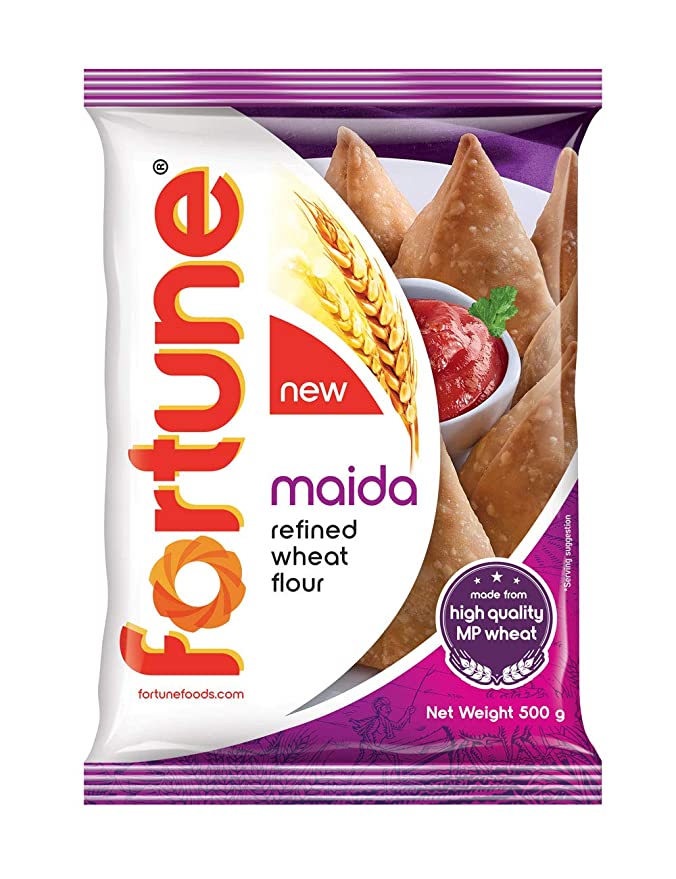 fortune®
fortunefoods.com
new
maida
refined
wheat
flour
*Serving suggestion
made from
high quality
MP wheat
Net Weight 500 g